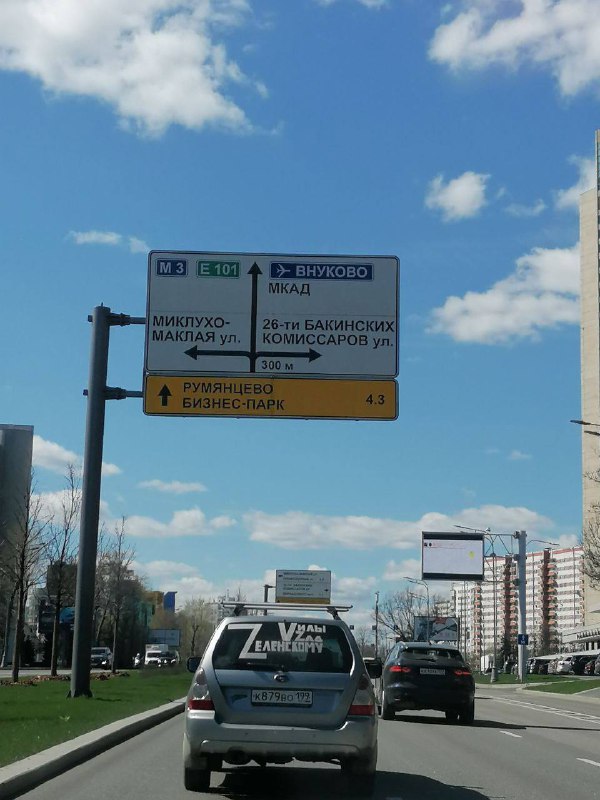 М 3 Е 101 ВНУКОВО
МКАД
МИКЛУХО-
МАКЛАЯ ул.
26-ти БАКИНСКИХ
КОМИССАРОВ ул.
300 м
РУМЯНЦЕВО
БИЗНЕС-ПАРК
4.3
Vилы
Zеленскому
К879ВО 199